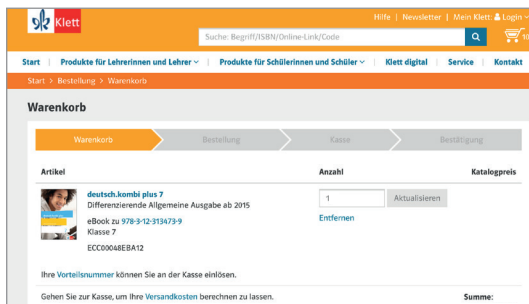 Klett
Hilfe | Newsletter | Mein Klett: Login
Suche: Begriff/ISBN/Online-Link/Code
Start | Produkte für Lehrerinnen und Lehrer | Produkte für Schülerinnen und Schüler | Klett digital | Service | Kontakt
Start > Bestellung > Warenkorb
Warenkorb
Warenkorb Bestellung Kasse Bestätigung
Artikel Anzahl Katalogpreis
deutsch.kombi plus 7
Differenzierende Allgemeine Ausgabe ab 2015
1 Aktualisieren
eBook zu 978-3-12-313473-9
Entfernen
Klasse 7
ECC00048EBA12
Ihre Vorteilsnummer können Sie an der Kasse einlösen.
Gehen Sie zur Kasse, um Ihre Versandkosten berechnen zu lassen. Summe: